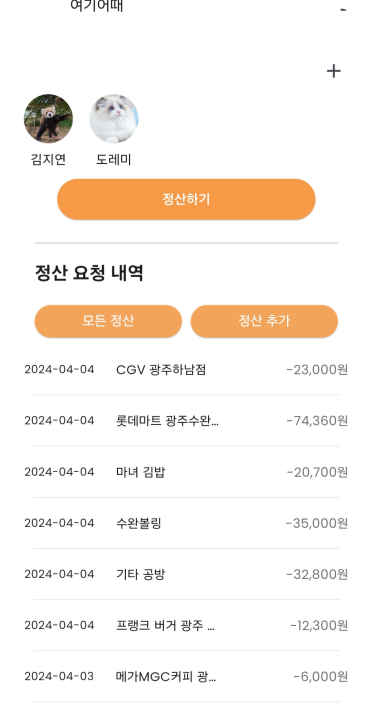 여기어때
+
김지연 도레미
정산하기
정산 요청 내역
모든 정산 정산 추가
2024-04-04 CGV 광주하남점 -23,000원
2024-04-04 롯데마트 광주수완... -74,360원
2024-04-04 마녀 김밥 -20,700원
2024-04-04 수완볼링 -35,000원
2024-04-04 기타 공방 -32,800원
2024-04-04 프랭크 버거 광주 ... -12,300원
2024-04-03 메가MGC커피 광... -6,000원